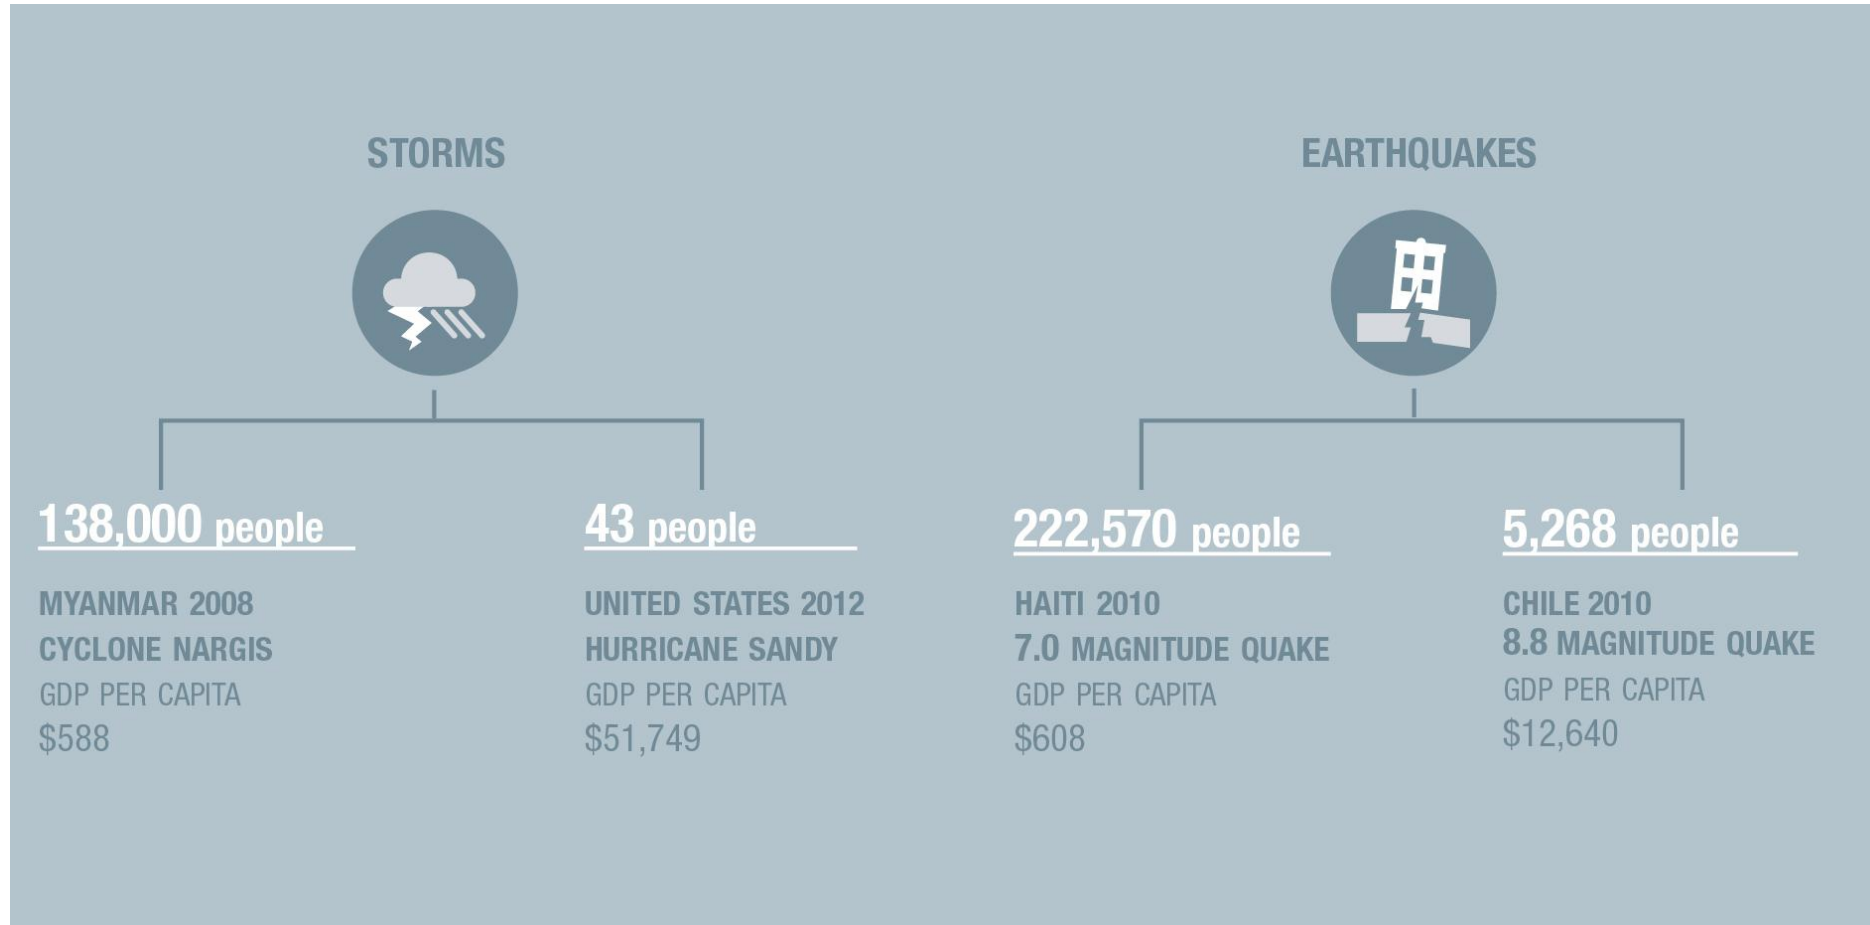 STORMS
138,000 people
MYANMAR 2008
CYCLONE NARGIS
GDP PER CAPITA
$588
43 people
UNITED STATES 2012
HURRICANE SANDY
GDP PER CAPITA
$51,749
EARTHQUAKES
222,570 people
HAITI 2010
7.0 MAGNITUDE QUAKE
GDP PER CAPITA
$608
5,268 people
CHILE 2010
8.8 MAGNITUDE QUAKE
GDP PER CAPITA
$12,640